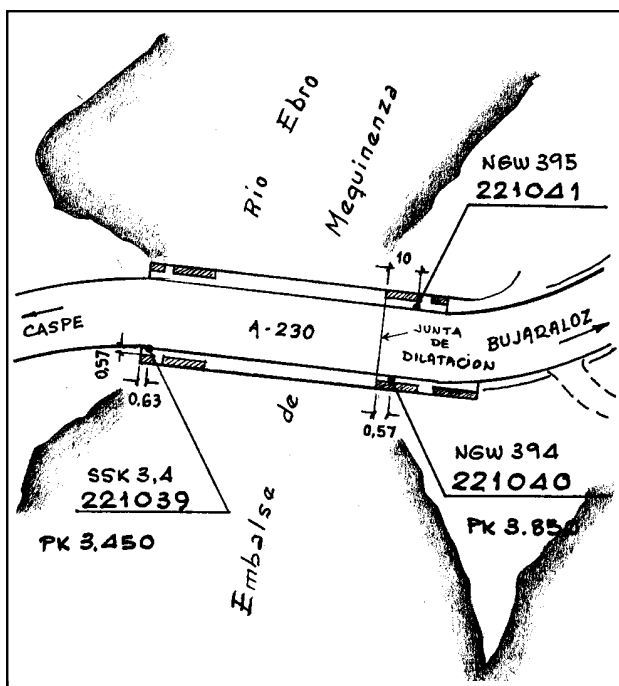 Rio Ebro
Embalse de Mequinenza
NGW 395
221041
10
CASPE
A-230
JUNTA
DE
DILATACIÓN
BUJARALOZ
0,57
0,63
0,57
SSK 3,4
221039
PK 3.450
NGW 394
221040
PK 3.850